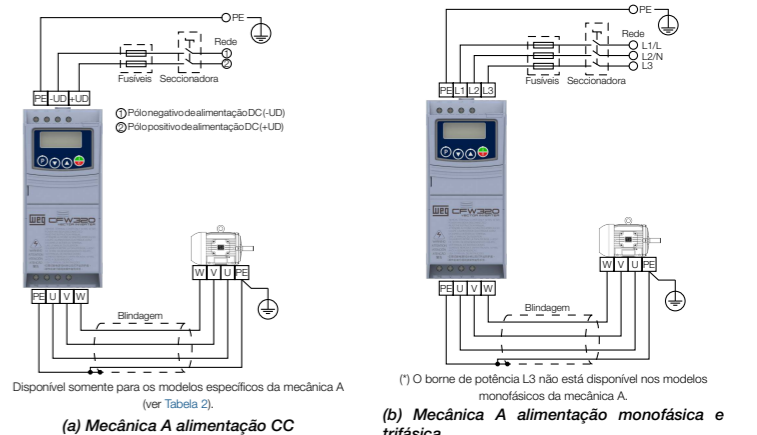 PE
Rede
1
2
Fusíveis Seccionadora
PE -UD +UD
1 Pólo negativo de alimentação DC (-UD)
2 Pólo positivo de alimentação DC (+UD)
P
WEG CFW320
W V U PE
PE U V W
Blindagem
Disponível somente para os modelos específicos da mecânica A
(ver Tabela 2).
(a) Mecânica A alimentação CC
PE
Rede
L1/L
L2/N
L3
Fusíveis Seccionadora
PE L1 L2 L3
P
WEG CFW320
W V U PE
PE U V W
Blindagem
(*) O borne de potência L3 não está disponível nos modelos
monofásicos da mecânica A.
(b) Mecânica A alimentação monofásica e
trifásica